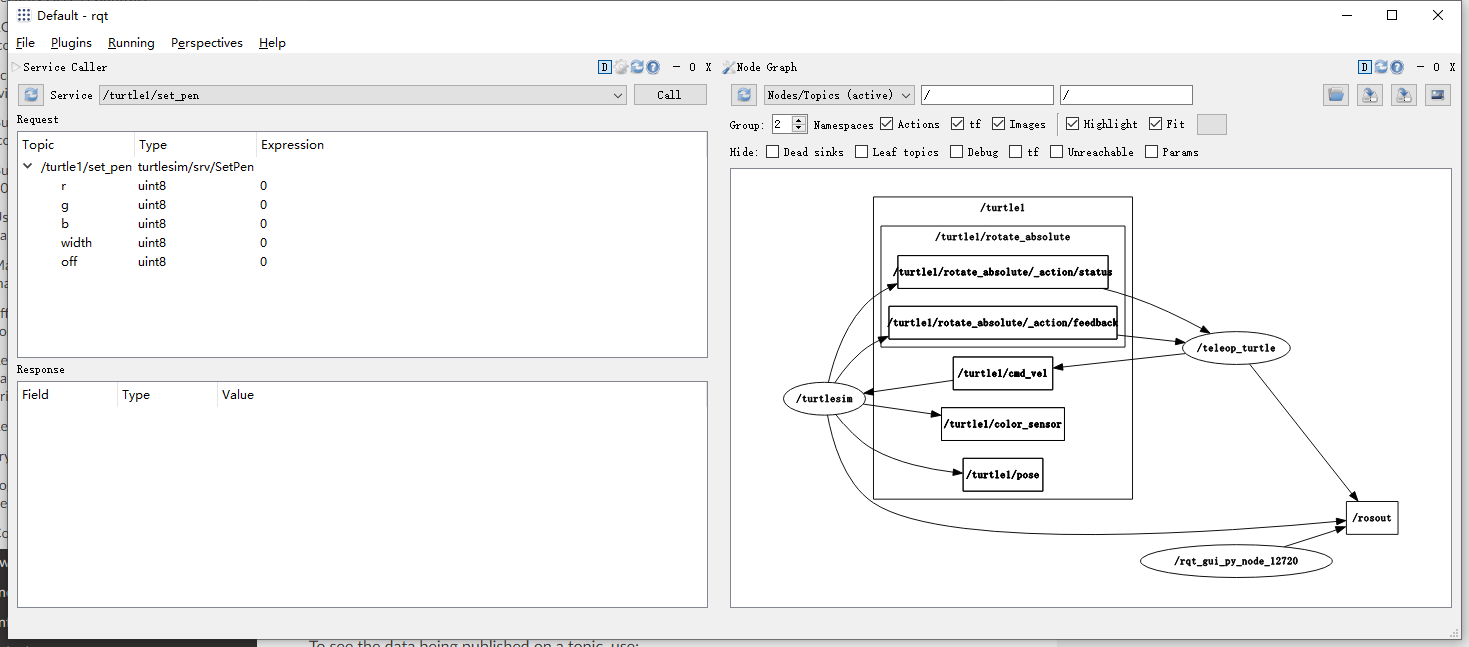 Default - rqt
File Plugins Running Perspectives Help
Service Caller
D ? - O X
Service /turtle1/set_pen Call
Request
Topic Type Expression
/turtle1/set_pen turtlesim/srv/SetPen
r uint8 0
g uint8 0
b uint8 0
width uint8 0
off uint8 0
Response
Field Type Value
Node Graph
D ? - O X
Nodes/Topics (active) / /
Group: 2 Namespaces Actions tf Images Highlight Fit
Hide: Dead sinks Leaf topics Debug tf Unreachable Params
/turtle1
/turtle1/rotate_absolute
/turtle1/rotate_absolute/_action/status
/turtle1/rotate_absolute/_action/feedback
/teleop_turtle
/turtle1/cmd_vel
/turtlesim
/turtle1/color_sensor
/turtle1/pose
/rosout
/rqt_gui_py_node_12720
To see the data being published on a topic, use: